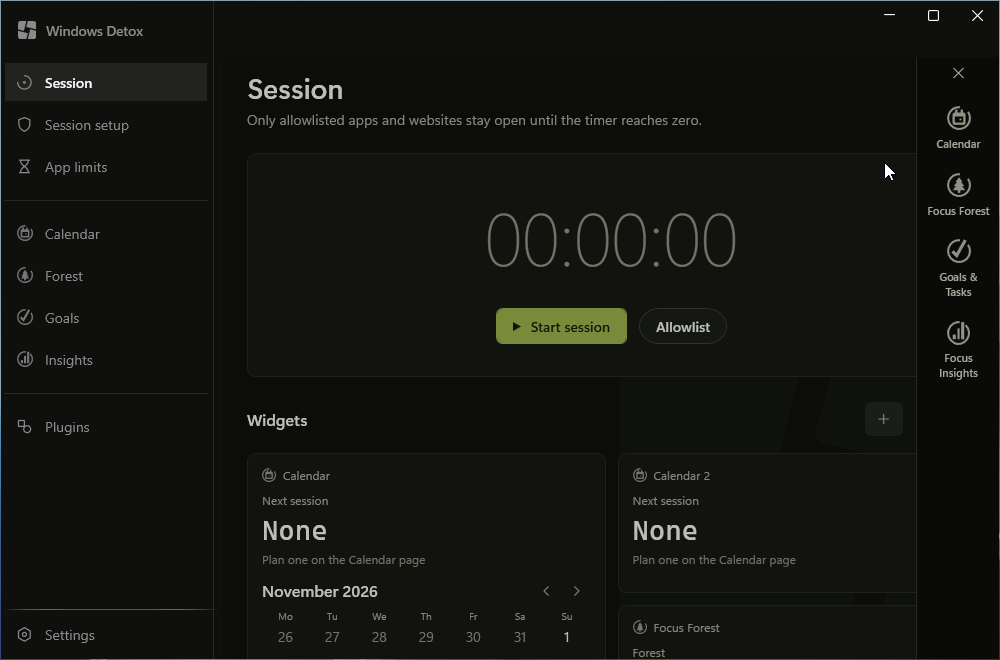 Windows Detox
Session
Session setup
App limits
Calendar
Forest
Goals
Insights
Plugins
Settings
Session
Only allowlisted apps and websites stay open until the timer reaches zero.
00:00:00
Start session
Allowlist
Widgets
+
Calendar
Next session
None
Plan one on the Calendar page
November 2026
Mo Tu We Th Fr Sa Su
26 27 28 29 30 31 1
Calendar 2
Next session
None
Plan one on the Calendar page
Focus Forest
Forest
Calendar
Focus Forest
Goals &
Tasks
Focus
Insights